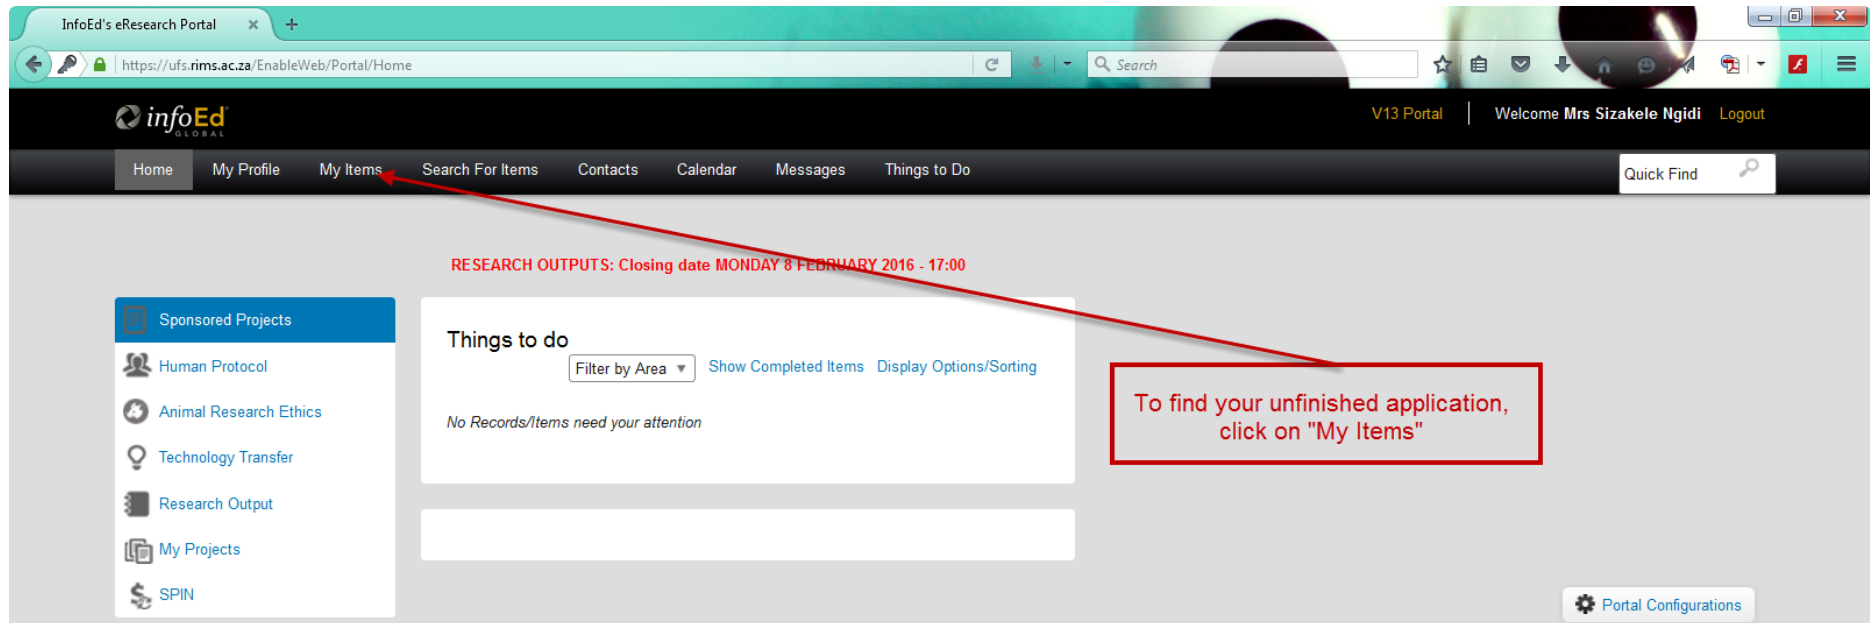 InfoEd's eResearch Portal
https://ufs.rims.ac.za/EnableWeb/Portal/Home
Search
infoEd
GLOBAL
V13 Portal
Welcome Mrs Sizakele Ngidi
Logout
Home
My Profile
My Items
Search For Items
Contacts
Calendar
Messages
Things to Do
Quick Find
RESEARCH OUTPUTS: Closing date MONDAY 8 FEBRUARY 2016 - 17:00
Sponsored Projects
Human Protocol
Animal Research Ethics
Technology Transfer
Research Output
My Projects
SPIN
Things to do
Filter by Area
Show Completed Items
Display Options/Sorting
No Records/Items need your attention
To find your unfinished application,
click on "My Items"
Portal Configurations